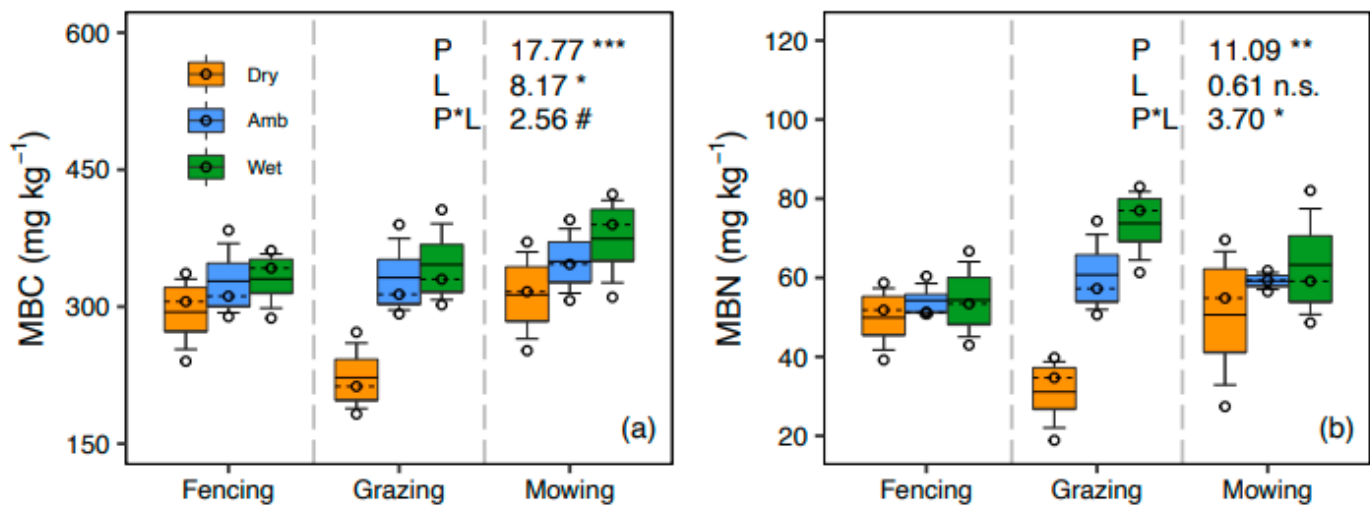 600
450
300
150
MBC (mg kg⁻¹)
Dry
Amb
Wet
P 17.77 ***
L 8.17 *
P*L 2.56 #
(a)
Fencing Grazing Mowing
120
100
80
60
40
20
MBN (mg kg⁻¹)
P 11.09 **
L 0.61 n.s.
P*L 3.70 *
(b)
Fencing Grazing Mowing